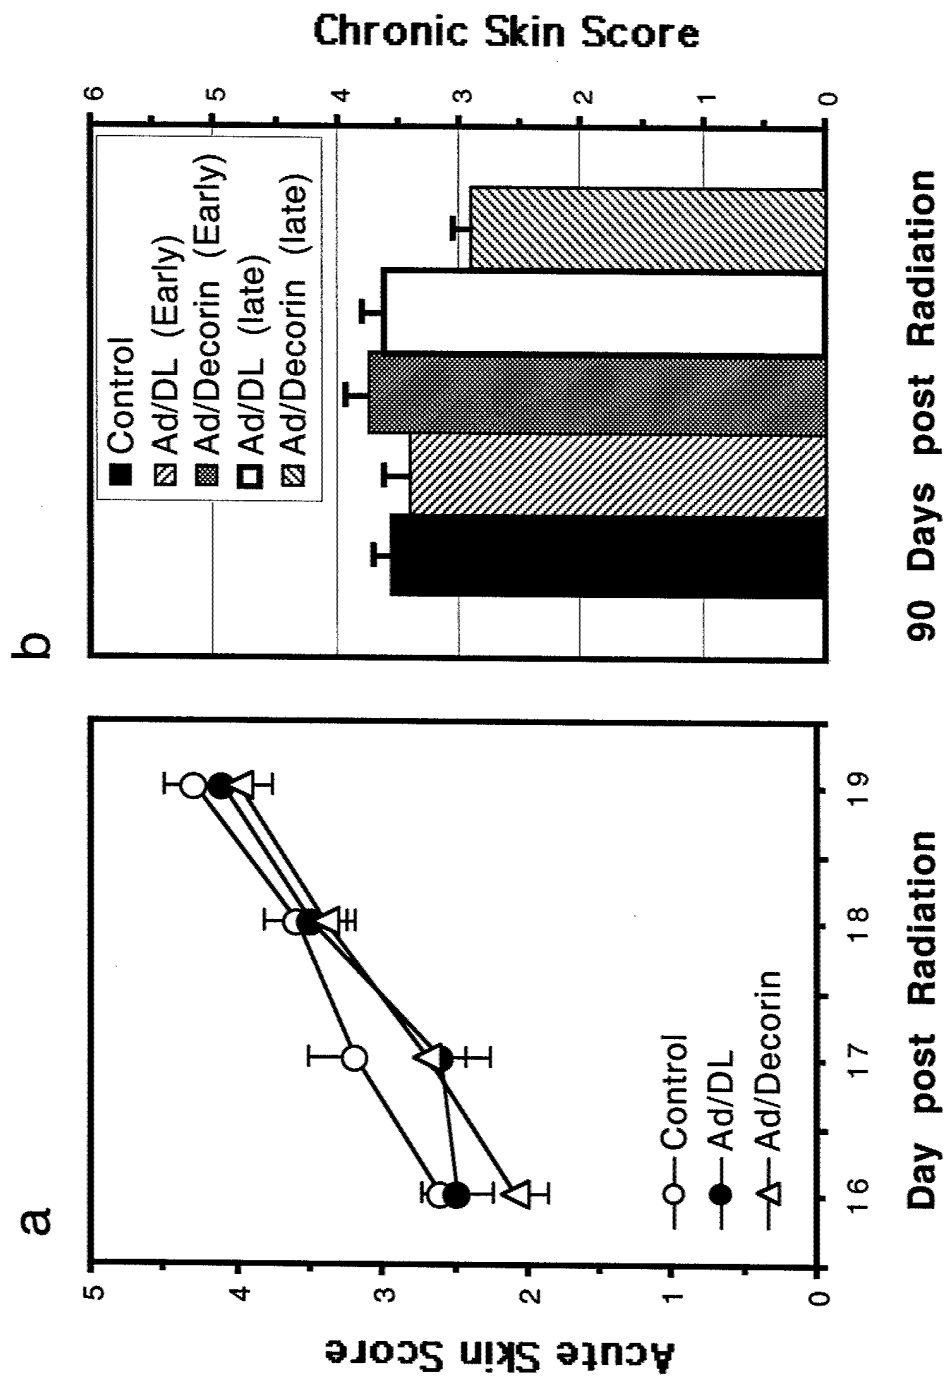 a
Acute Skin Score
5
4
3
2
1
0
Control
Ad/DL
Ad/Decorin
16
17
18
19
Day post Radiation
b
Control
Ad/DL (Early)
Ad/Decorin (Early)
Ad/DL (late)
Ad/Decorin (late)
6
5
4
3
2
1
0
Chronic Skin Score
90 Days post Radiation